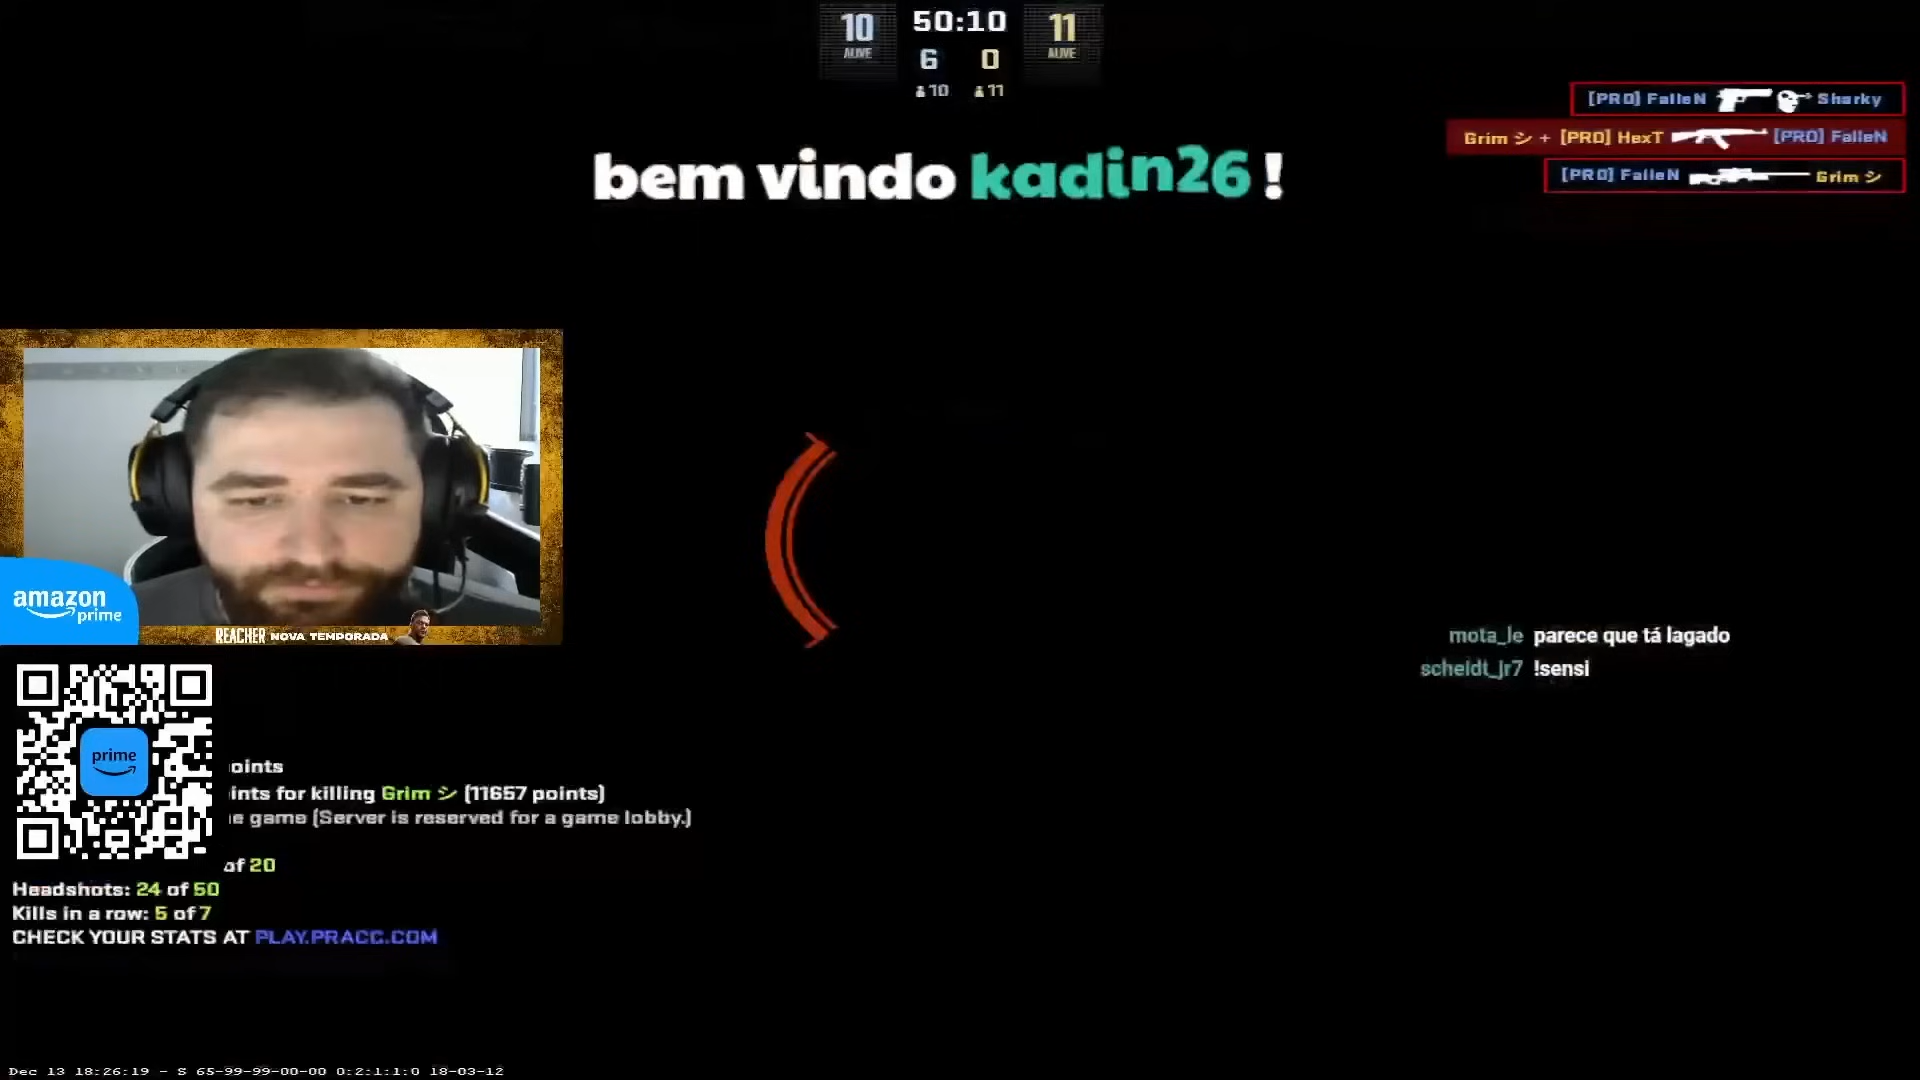 10 50:10 11
ALIVE 6 0 ALIVE
10 11
[PRO] FalleN Sharky
Grim シ + [PRO] HexT [PRO] FalleN
[PRO] FalleN Grim シ
bem vindo kadin26 !
amazon
prime
REACHER NOVA TEMPORADA
mota_le parece que tá lagado
scheidt_jr7 !sensi
prime
oints
ints for killing Grim シ (11657 points)
e game (Server is reserved for a game lobby.)
of 20
Headshots: 24 of 50
Kills in a row: 5 of 7
CHECK YOUR STATS AT PLAY.PRACC.COM
Dec 13 18:26:19 - S 65-99-99-00-00 0:2:1:1:0 18-03-12